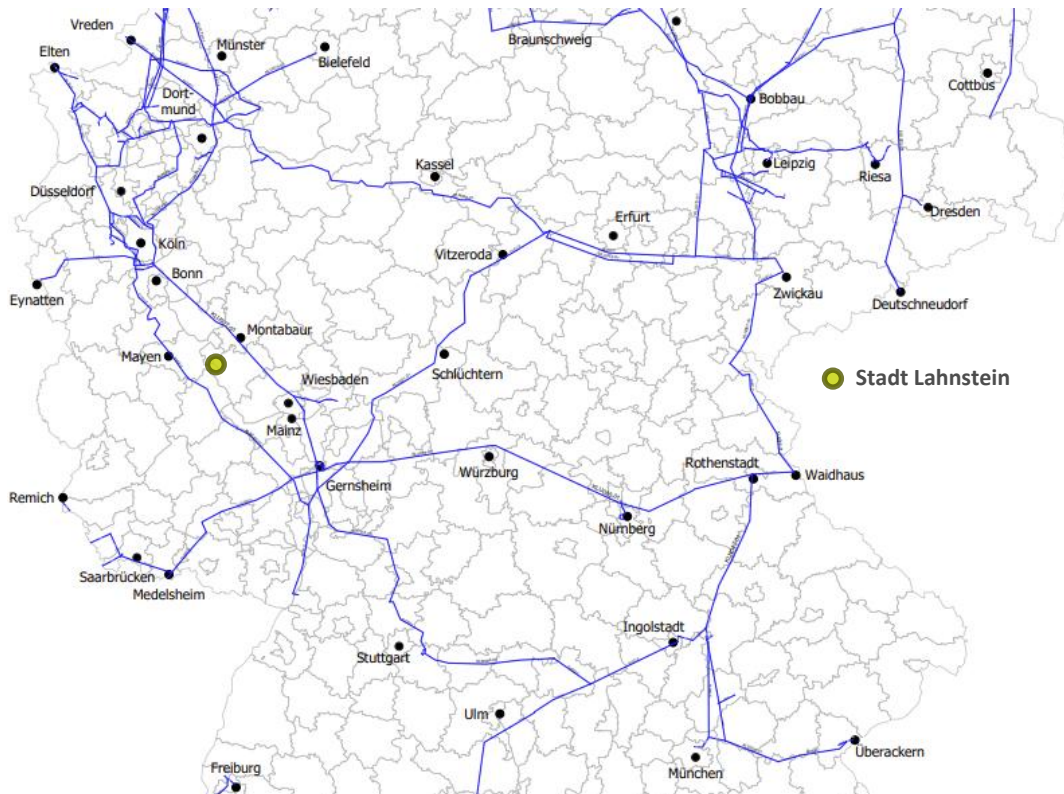 Vreden
Münster
Braunschweig
Elten
Bielefeld
Cottbus
Dort-
mund
Bobbau
Kassel
Leipzig
Riesa
Düsseldorf
Dresden
Erfurt
Köln
Vitzeroda
Bonn
Zwickau
Eynatten
Deutschneudorf
Montabaur
Mayen
Schlüchtern
Wiesbaden
Stadt Lahnstein
Mainz
Rothenstadt
Würzburg
Waidhaus
Gernsheim
Remich
Nürnberg
Saarbrücken
Medelsheim
Ingolstadt
Stuttgart
Ulm
Überackern
Freiburg
München